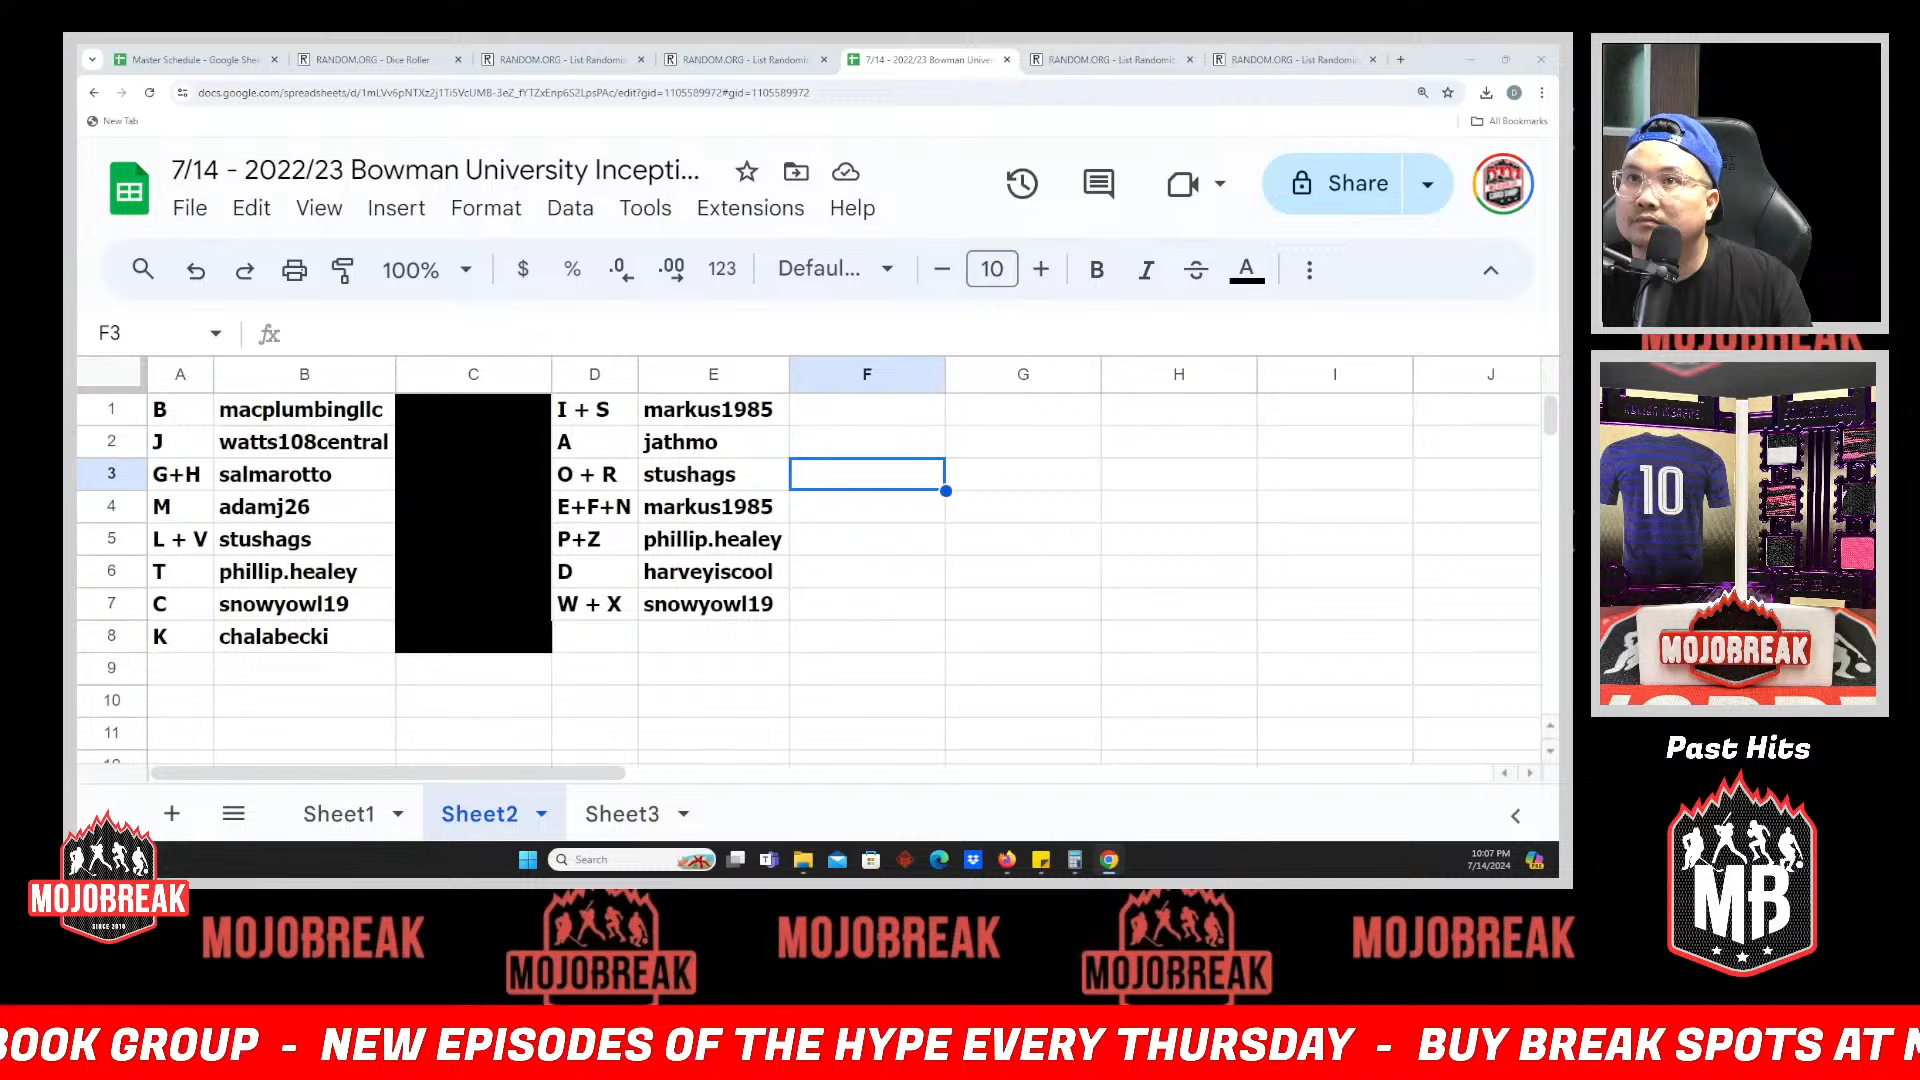 Master Schedule - Google Shee
RANDOM.ORG - Dice Roller
RANDOM.ORG - List Randomiz
RANDOM.ORG - List Randomiz
7/14 - 2022/23 Bowman Univer
RANDOM.ORG - List Randomiz
RANDOM.ORG - List Randomiz
docs.google.com/spreadsheets/d/1mLVv6pNTXz2j1Ti5VcUMB-3eZ_fYTZxEnp6S2LpsPAc/edit?gid=1105589972#gid=1105589972
New Tab
All Bookmarks
7/14 - 2022/23 Bowman University Incepti...
File Edit View Insert Format Data Tools Extensions Help
Share
100% $ % .0 .00 123 Defaul... 10 B I S A
F3 fx
A B C D E F G H I J
1 B macplumbingllc I + S markus1985
2 J watts108central A jathmo
3 G+H salmarotto O + R stushags
4 M adamj26 E+F+N markus1985
5 L + V stushags P+Z phillip.healey
6 T phillip.healey D harveyiscool
7 C snowyowl19 W + X snowyowl19
8 K chalabecki
9
10
11
Sheet1 Sheet2 Sheet3
Search
10:07 PM
7/14/2024
10
MOJOBREAK
Past Hits
MB
MOJOBREAK
SINCE 2010
MOJOBREAK MOJOBREAK MOJOBREAK MOJOBREAK MOJOBREAK
BOOK GROUP - NEW EPISODES OF THE HYPE EVERY THURSDAY - BUY BREAK SPOTS AT